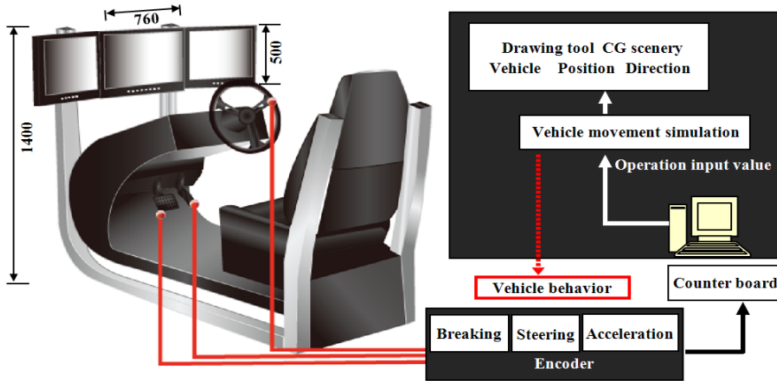 760
500
1400
Drawing tool CG scenery
Vehicle Position Direction
Vehicle movement simulation
Operation input value
Vehicle behavior
Counter board
Breaking Steering Acceleration
Encoder